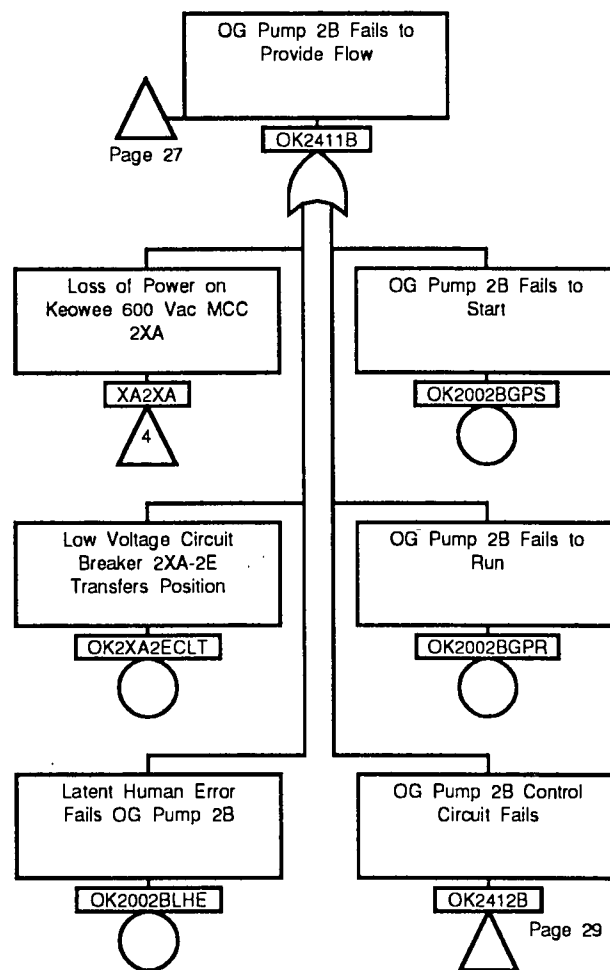 OG Pump 2B Fails to
Provide Flow
OK2411B
Page 27
Loss of Power on
Keowee 600 Vac MCC
2XA
XA2XA
4
OG Pump 2B Fails to
Start
OK2002BGPS
Low Voltage Circuit
Breaker 2XA-2E
Transfers Position
OK2XA2ECLT
OG Pump 2B Fails to
Run
OK2002BGPR
Latent Human Error
Fails OG Pump 2B
OK2002BLHE
OG Pump 2B Control
Circuit Fails
OK2412B
Page 29